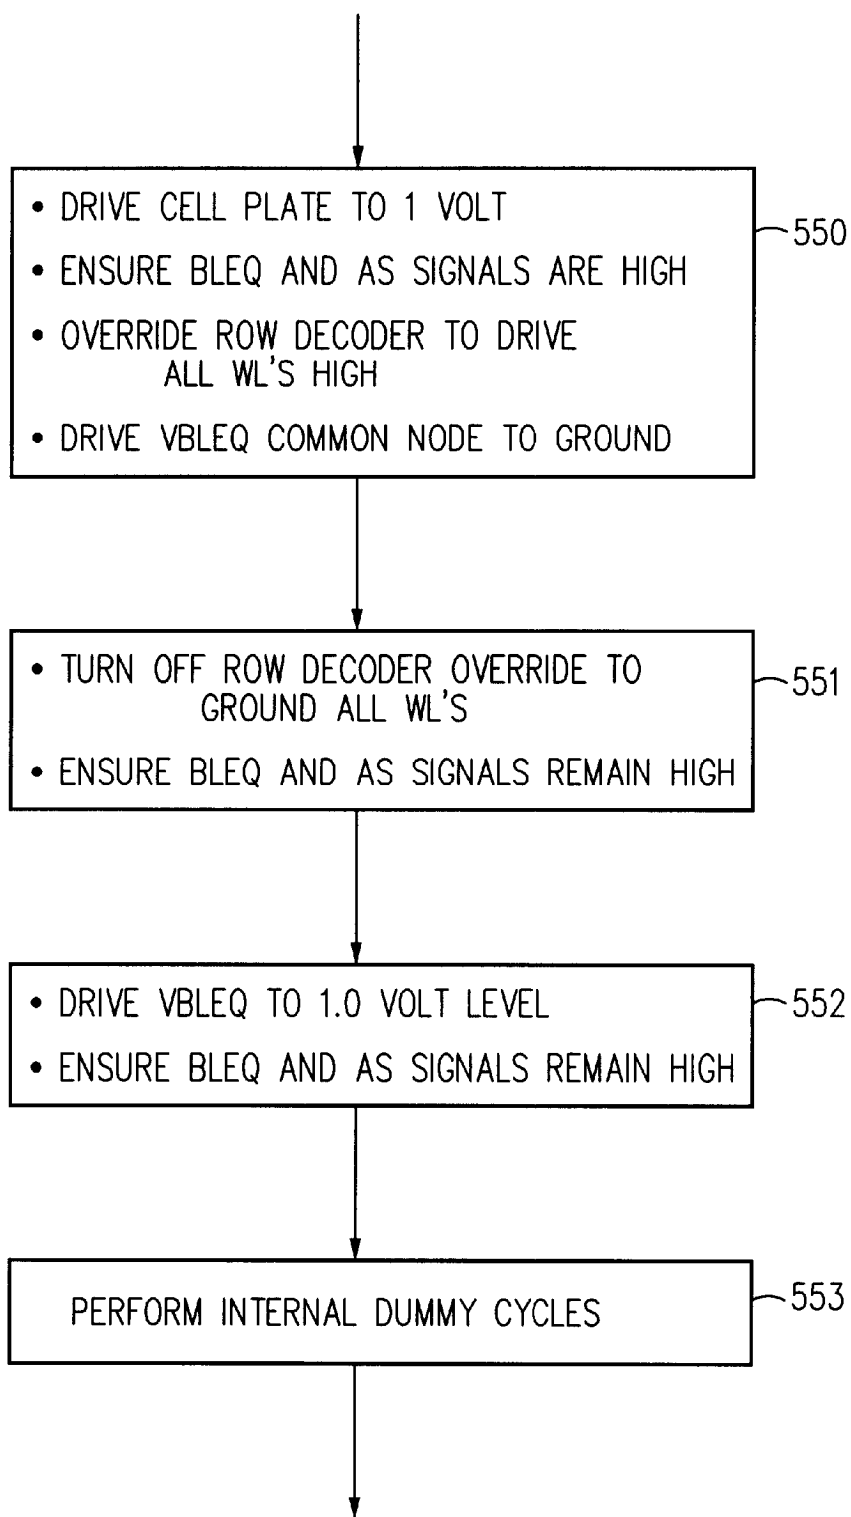 • DRIVE CELL PLATE TO 1 VOLT
• ENSURE BLEQ AND AS SIGNALS ARE HIGH
• OVERRIDE ROW DECODER TO DRIVE
ALL WL'S HIGH
• DRIVE VBLEQ COMMON NODE TO GROUND
550
• TURN OFF ROW DECODER OVERRIDE TO
GROUND ALL WL'S
• ENSURE BLEQ AND AS SIGNALS REMAIN HIGH
551
• DRIVE VBLEQ TO 1.0 VOLT LEVEL
• ENSURE BLEQ AND AS SIGNALS REMAIN HIGH
552
PERFORM INTERNAL DUMMY CYCLES
553